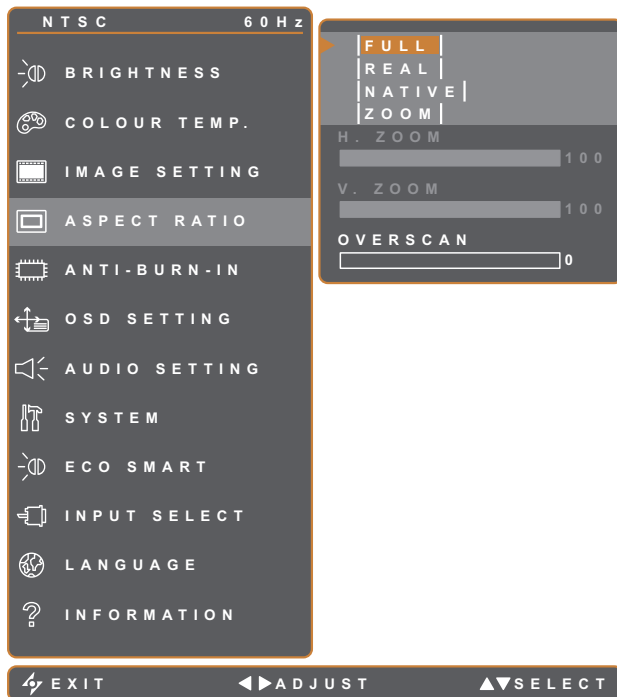 NTSC 60Hz
BRIGHTNESS
COLOUR TEMP.
IMAGE SETTING
ASPECT RATIO
ANTI-BURN-IN
OSD SETTING
AUDIO SETTING
SYSTEM
ECO SMART
INPUT SELECT
LANGUAGE
INFORMATION
FULL
REAL
NATIVE
ZOOM
H. ZOOM
100
V. ZOOM
100
OVERSCAN
0
EXIT ADJUST SELECT